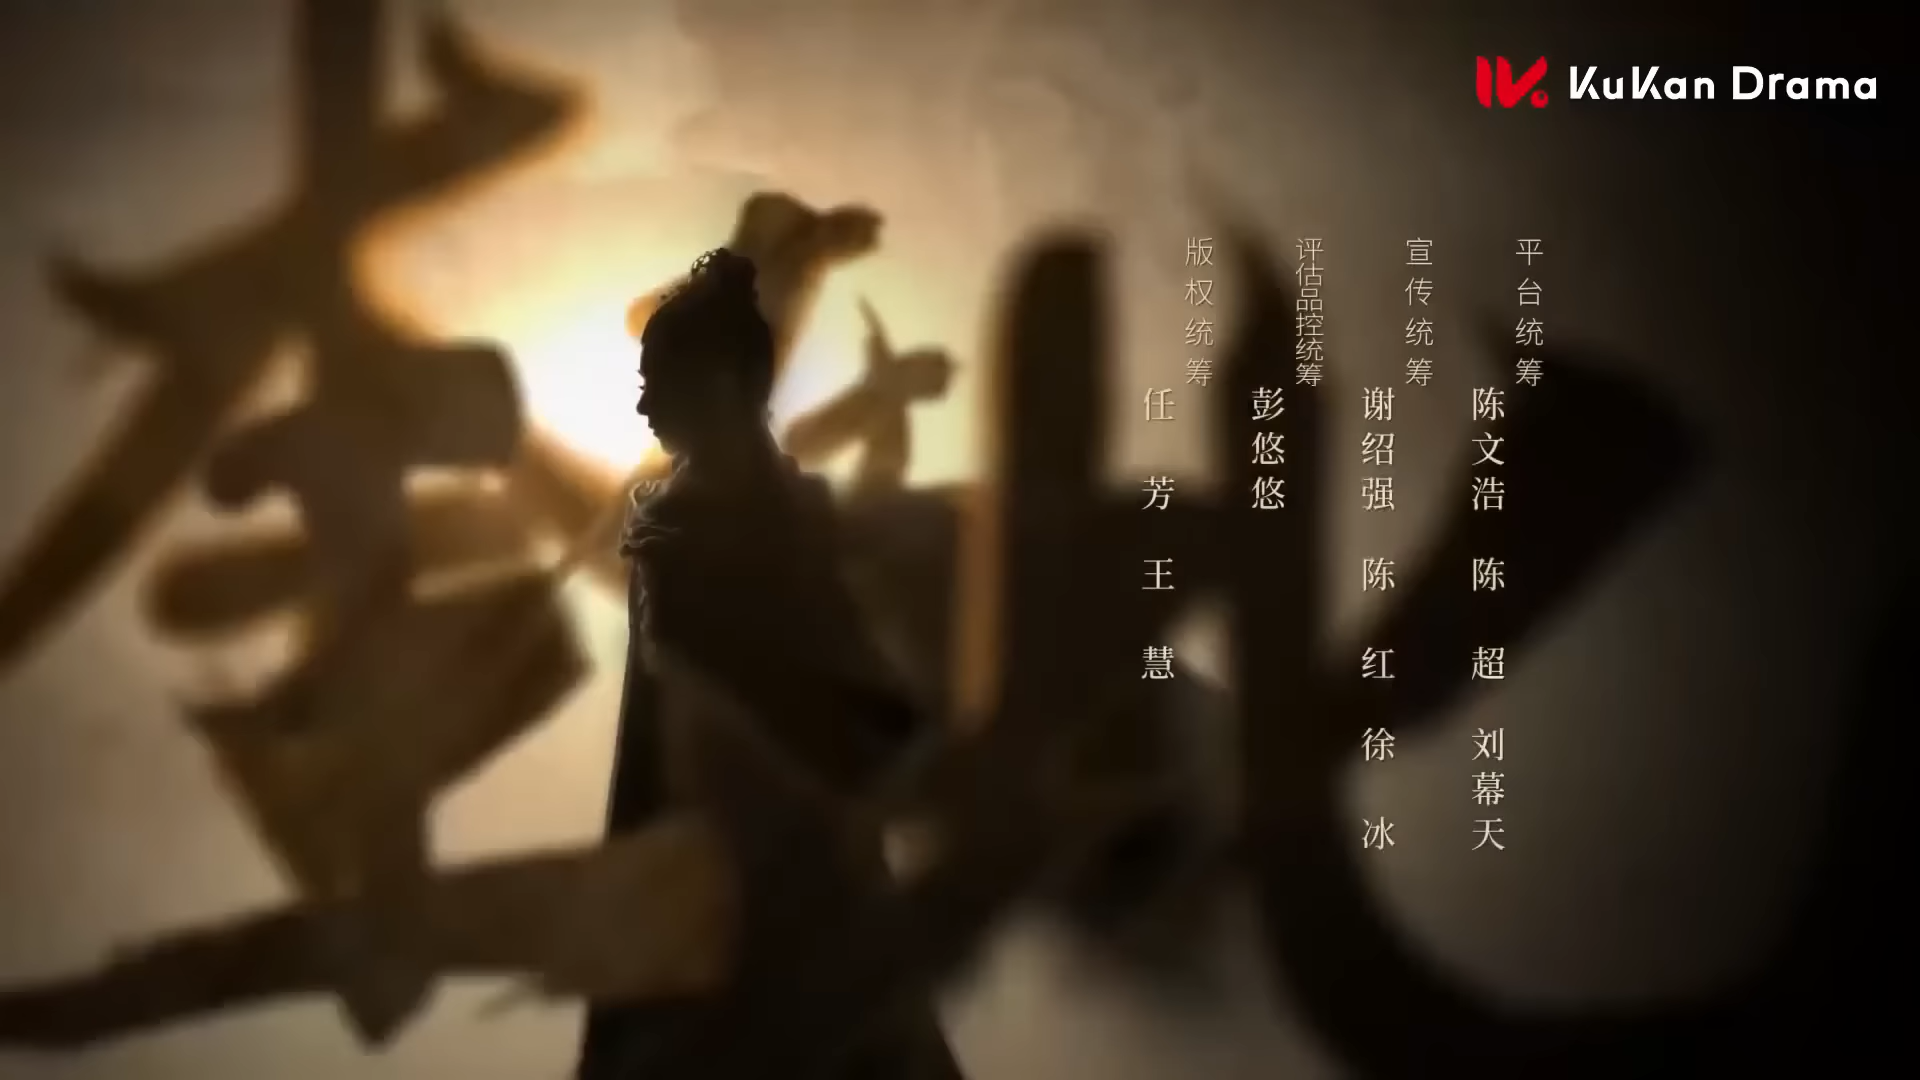 KuKan Drama
平台统筹
陈文浩
陈超
刘幕天
宣传统筹
谢绍强
陈红
徐冰
评估品控统筹
彭悠悠
版权统筹
任芳
王慧